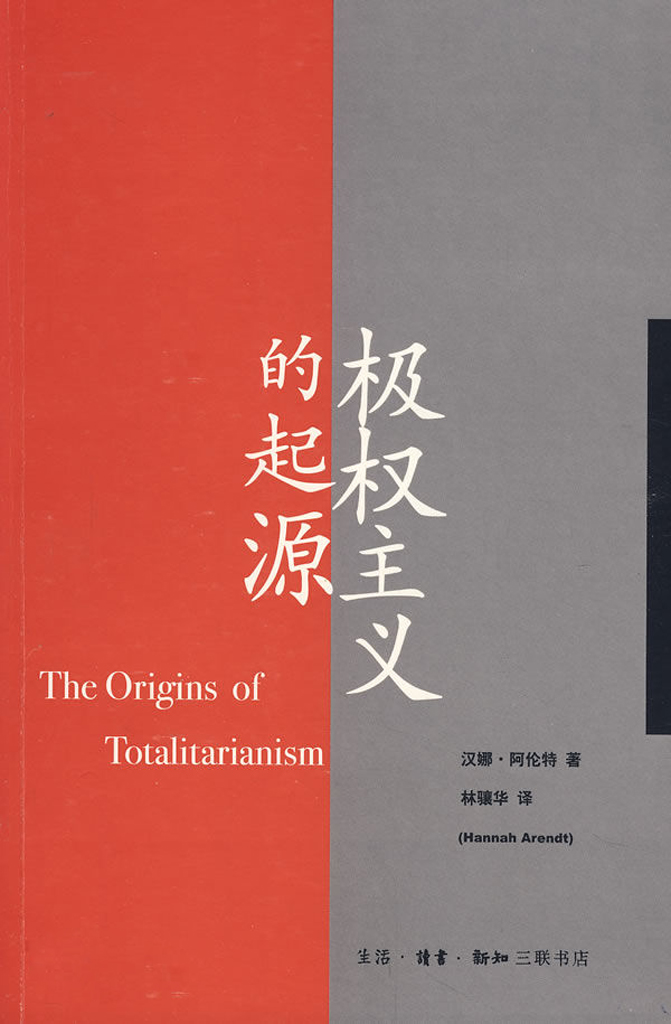 极权主义
的起源
The Origins of
Totalitarianism
汉娜·阿伦特 著
林骧华 译
(Hannah Arendt)
生活·讀書·新知三联书店